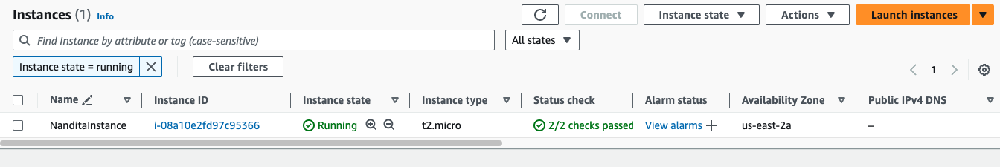 Instances (1) Info
Connect
Instance state
Actions
Launch instances
Find Instance by attribute or tag (case-sensitive)
All states
Instance state = running
Clear filters
1
Name
Instance ID
Instance state
Instance type
Status check
Alarm status
Availability Zone
Public IPv4 DNS
NanditaInstance
i-08a10e2fd97c95366
Running
t2.micro
2/2 checks passed
View alarms
us-east-2a
–